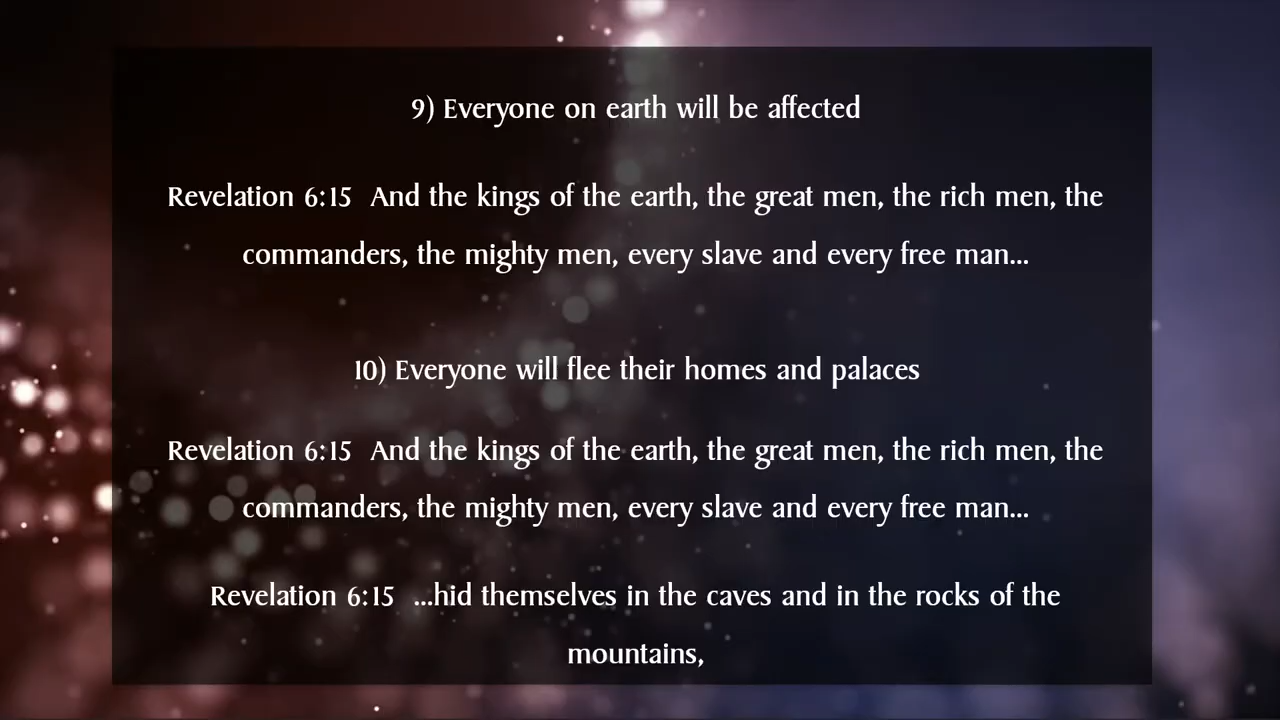 9) Everyone on earth will be affected
Revelation 6:15 And the kings of the earth, the great men, the rich men, the
commanders, the mighty men, every slave and every free man...
10) Everyone will flee their homes and palaces
Revelation 6:15 And the kings of the earth, the great men, the rich men, the
commanders, the mighty men, every slave and every free man...
Revelation 6:15 ...hid themselves in the caves and in the rocks of the
mountains,